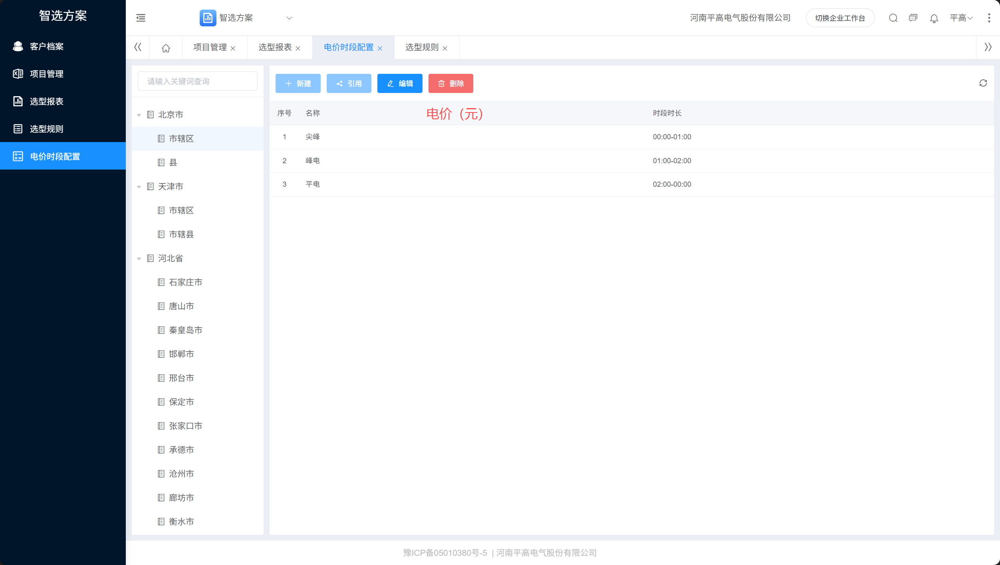 智选方案
客户档案
项目管理
选型报表
选型规则
电价时段配置
智选方案
河南平高电气股份有限公司
切换企业工作台
平高
项目管理
选型报表
电价时段配置
选型规则
请输入关键词查询
北京市
市辖区
县
天津市
市辖区
市辖县
河北省
石家庄市
唐山市
秦皇岛市
邯郸市
邢台市
保定市
张家口市
承德市
沧州市
廊坊市
衡水市
新建 引用 编辑 删除
序号 名称 电价（元） 时段时长
1 尖峰 00:00-01:00
2 峰电 01:00-02:00
3 平电 02:00-00:00
豫ICP备05010380号-5 | 河南平高电气股份有限公司